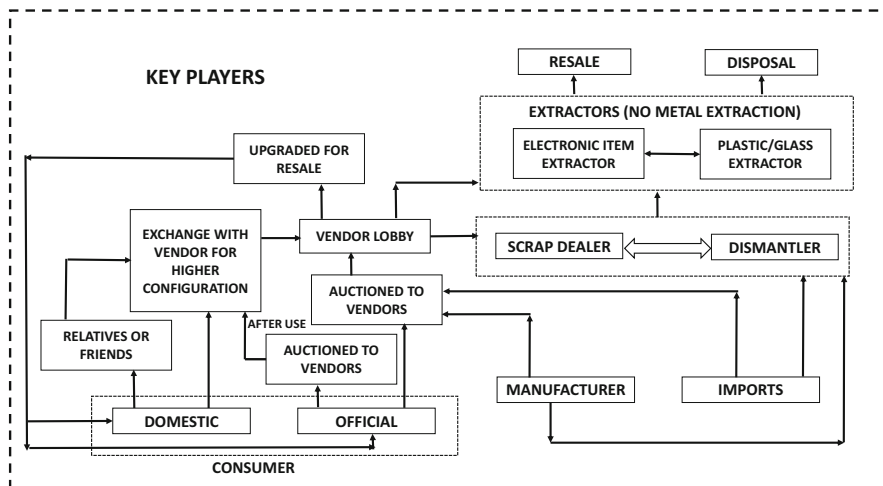 RESALE
DISPOSAL
KEY PLAYERS
EXTRACTORS (NO METAL EXTRACTION)
UPGRADED FOR
RESALE
ELECTRONIC ITEM
EXTRACTOR
PLASTIC/GLASS
EXTRACTOR
EXCHANGE WITH
VENDOR FOR
HIGHER
CONFIGURATION
VENDOR LOBBY
SCRAP DEALER
DISMANTLER
AUCTIONED TO
VENDORS
RELATIVES OR
FRIENDS
AFTER USE
AUCTIONED TO
VENDORS
MANUFACTURER
IMPORTS
DOMESTIC
OFFICIAL
CONSUMER